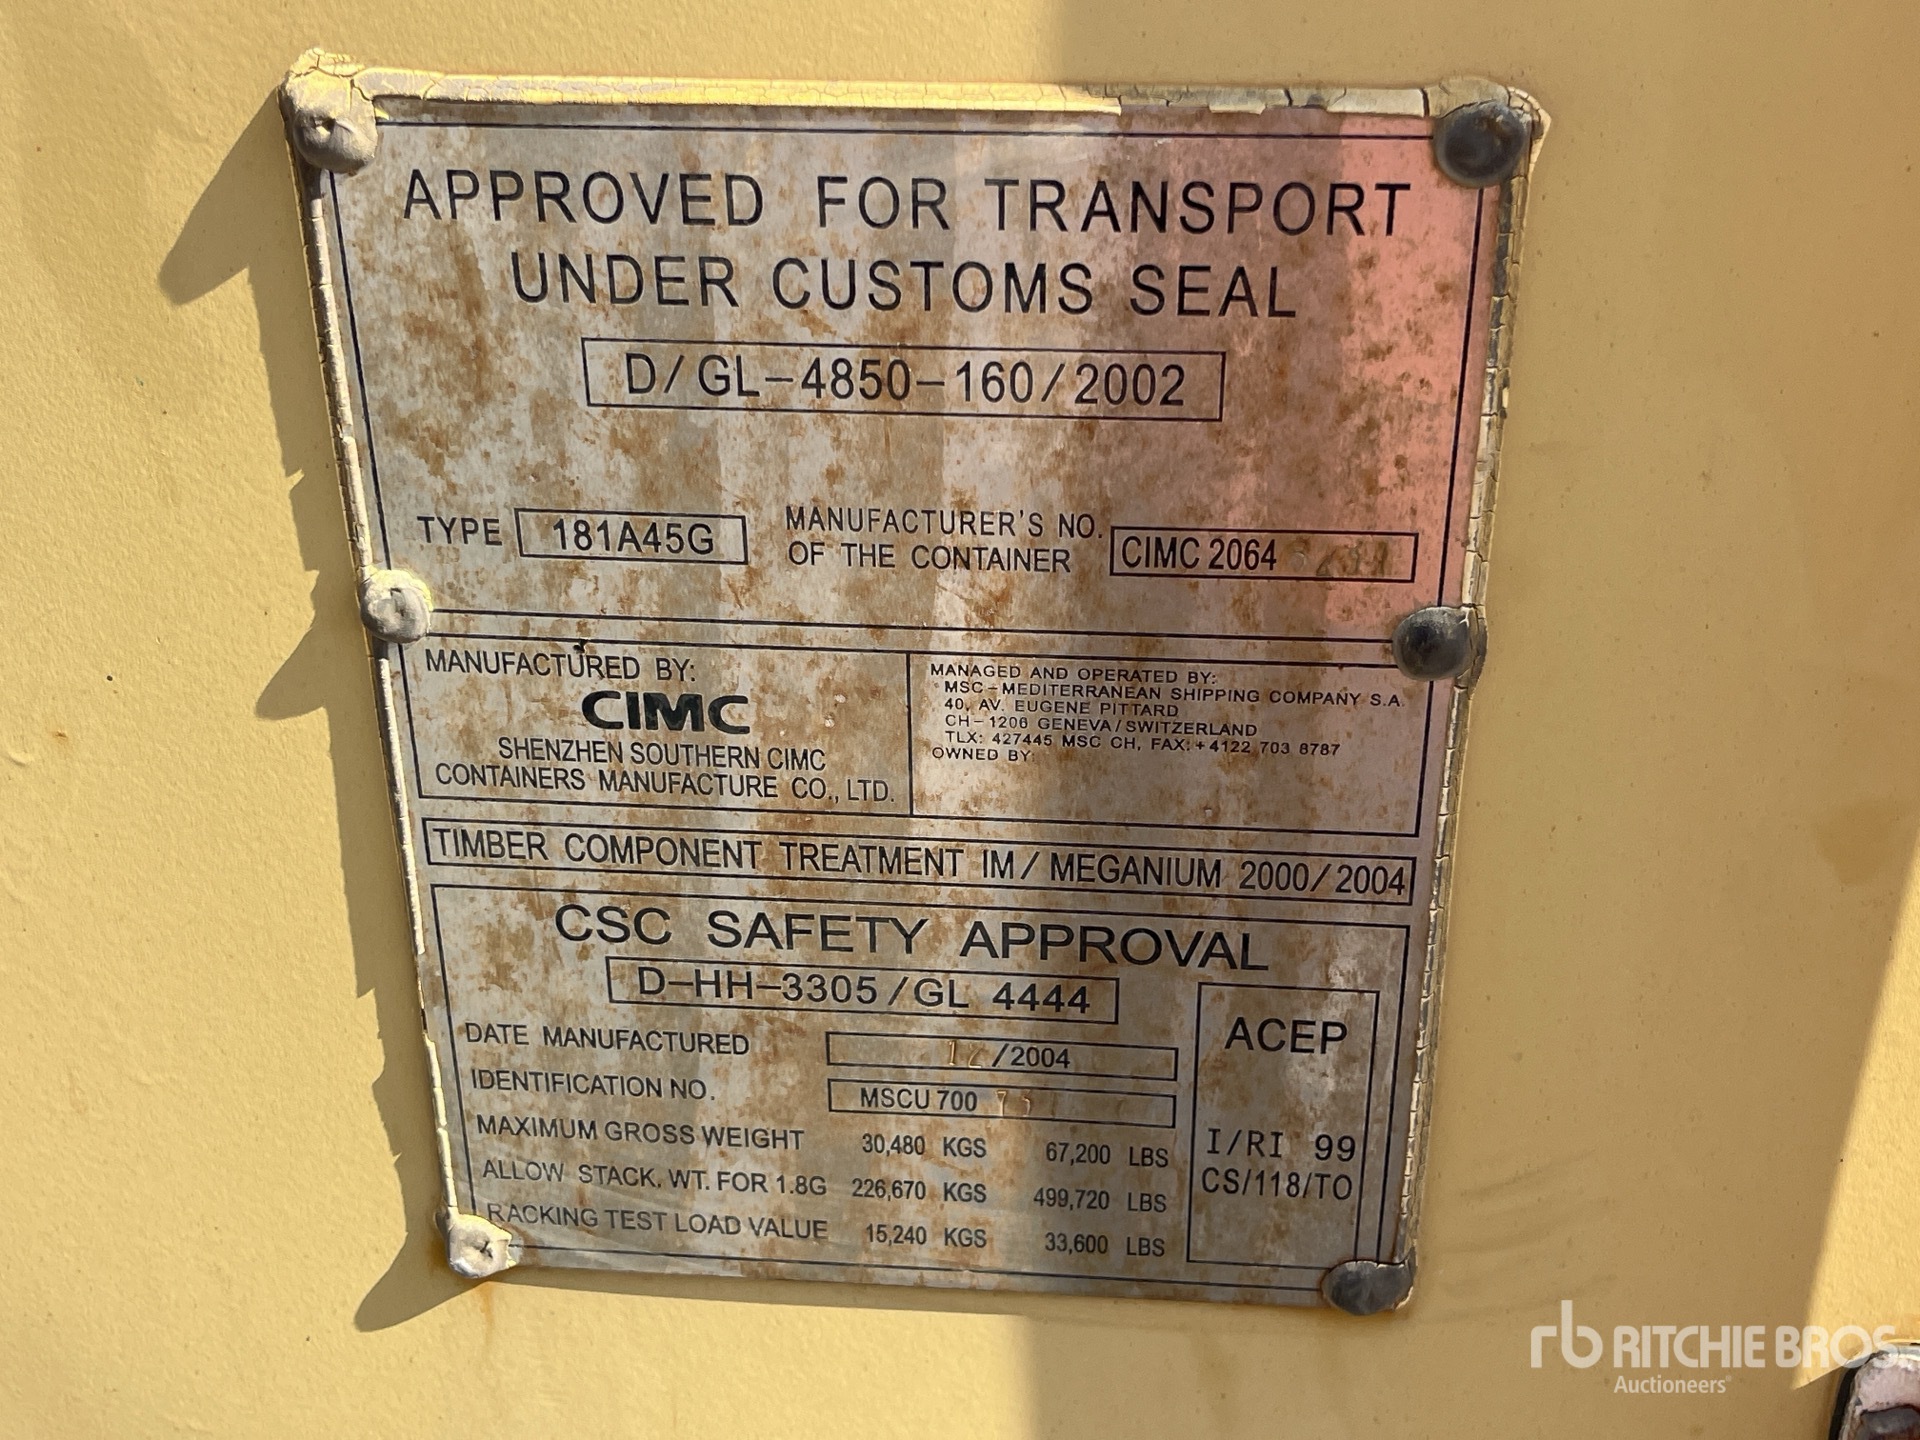 APPROVED FOR TRANSPORT
UNDER CUSTOMS SEAL
D/GL-4850-160/2002
TYPE 181A45G
MANUFACTURER'S NO.
OF THE CONTAINER
CIMC 2064
MANUFACTURED BY:
CIMC
SHENZHEN SOUTHERN CIMC
CONTAINERS MANUFACTURE CO., LTD.
MANAGED AND OPERATED BY:
MSC-MEDITERRANEAN SHIPPING COMPANY S.A.
40, AV. EUGENE PITTARD
CH-1206 GENEVA/SWITZERLAND
TLX: 427445 MSC CH, FAX: +4122 703 8787
OWNED BY:
TIMBER COMPONENT TREATMENT IM/MEGANIUM 2000/2004
CSC SAFETY APPROVAL
D-HH-3305/GL 4444
DATE MANUFACTURED 12/2004
IDENTIFICATION NO. MSCU 700
MAXIMUM GROSS WEIGHT 30,480 KGS 67,200 LBS
ALLOW STACK. WT. FOR 1.8G 226,670 KGS 499,720 LBS
RACKING TEST LOAD VALUE 15,240 KGS 33,600 LBS
ACEP
I/RI 99
CS/118/TO
rb RITCHIE BROS.
Auctioneers